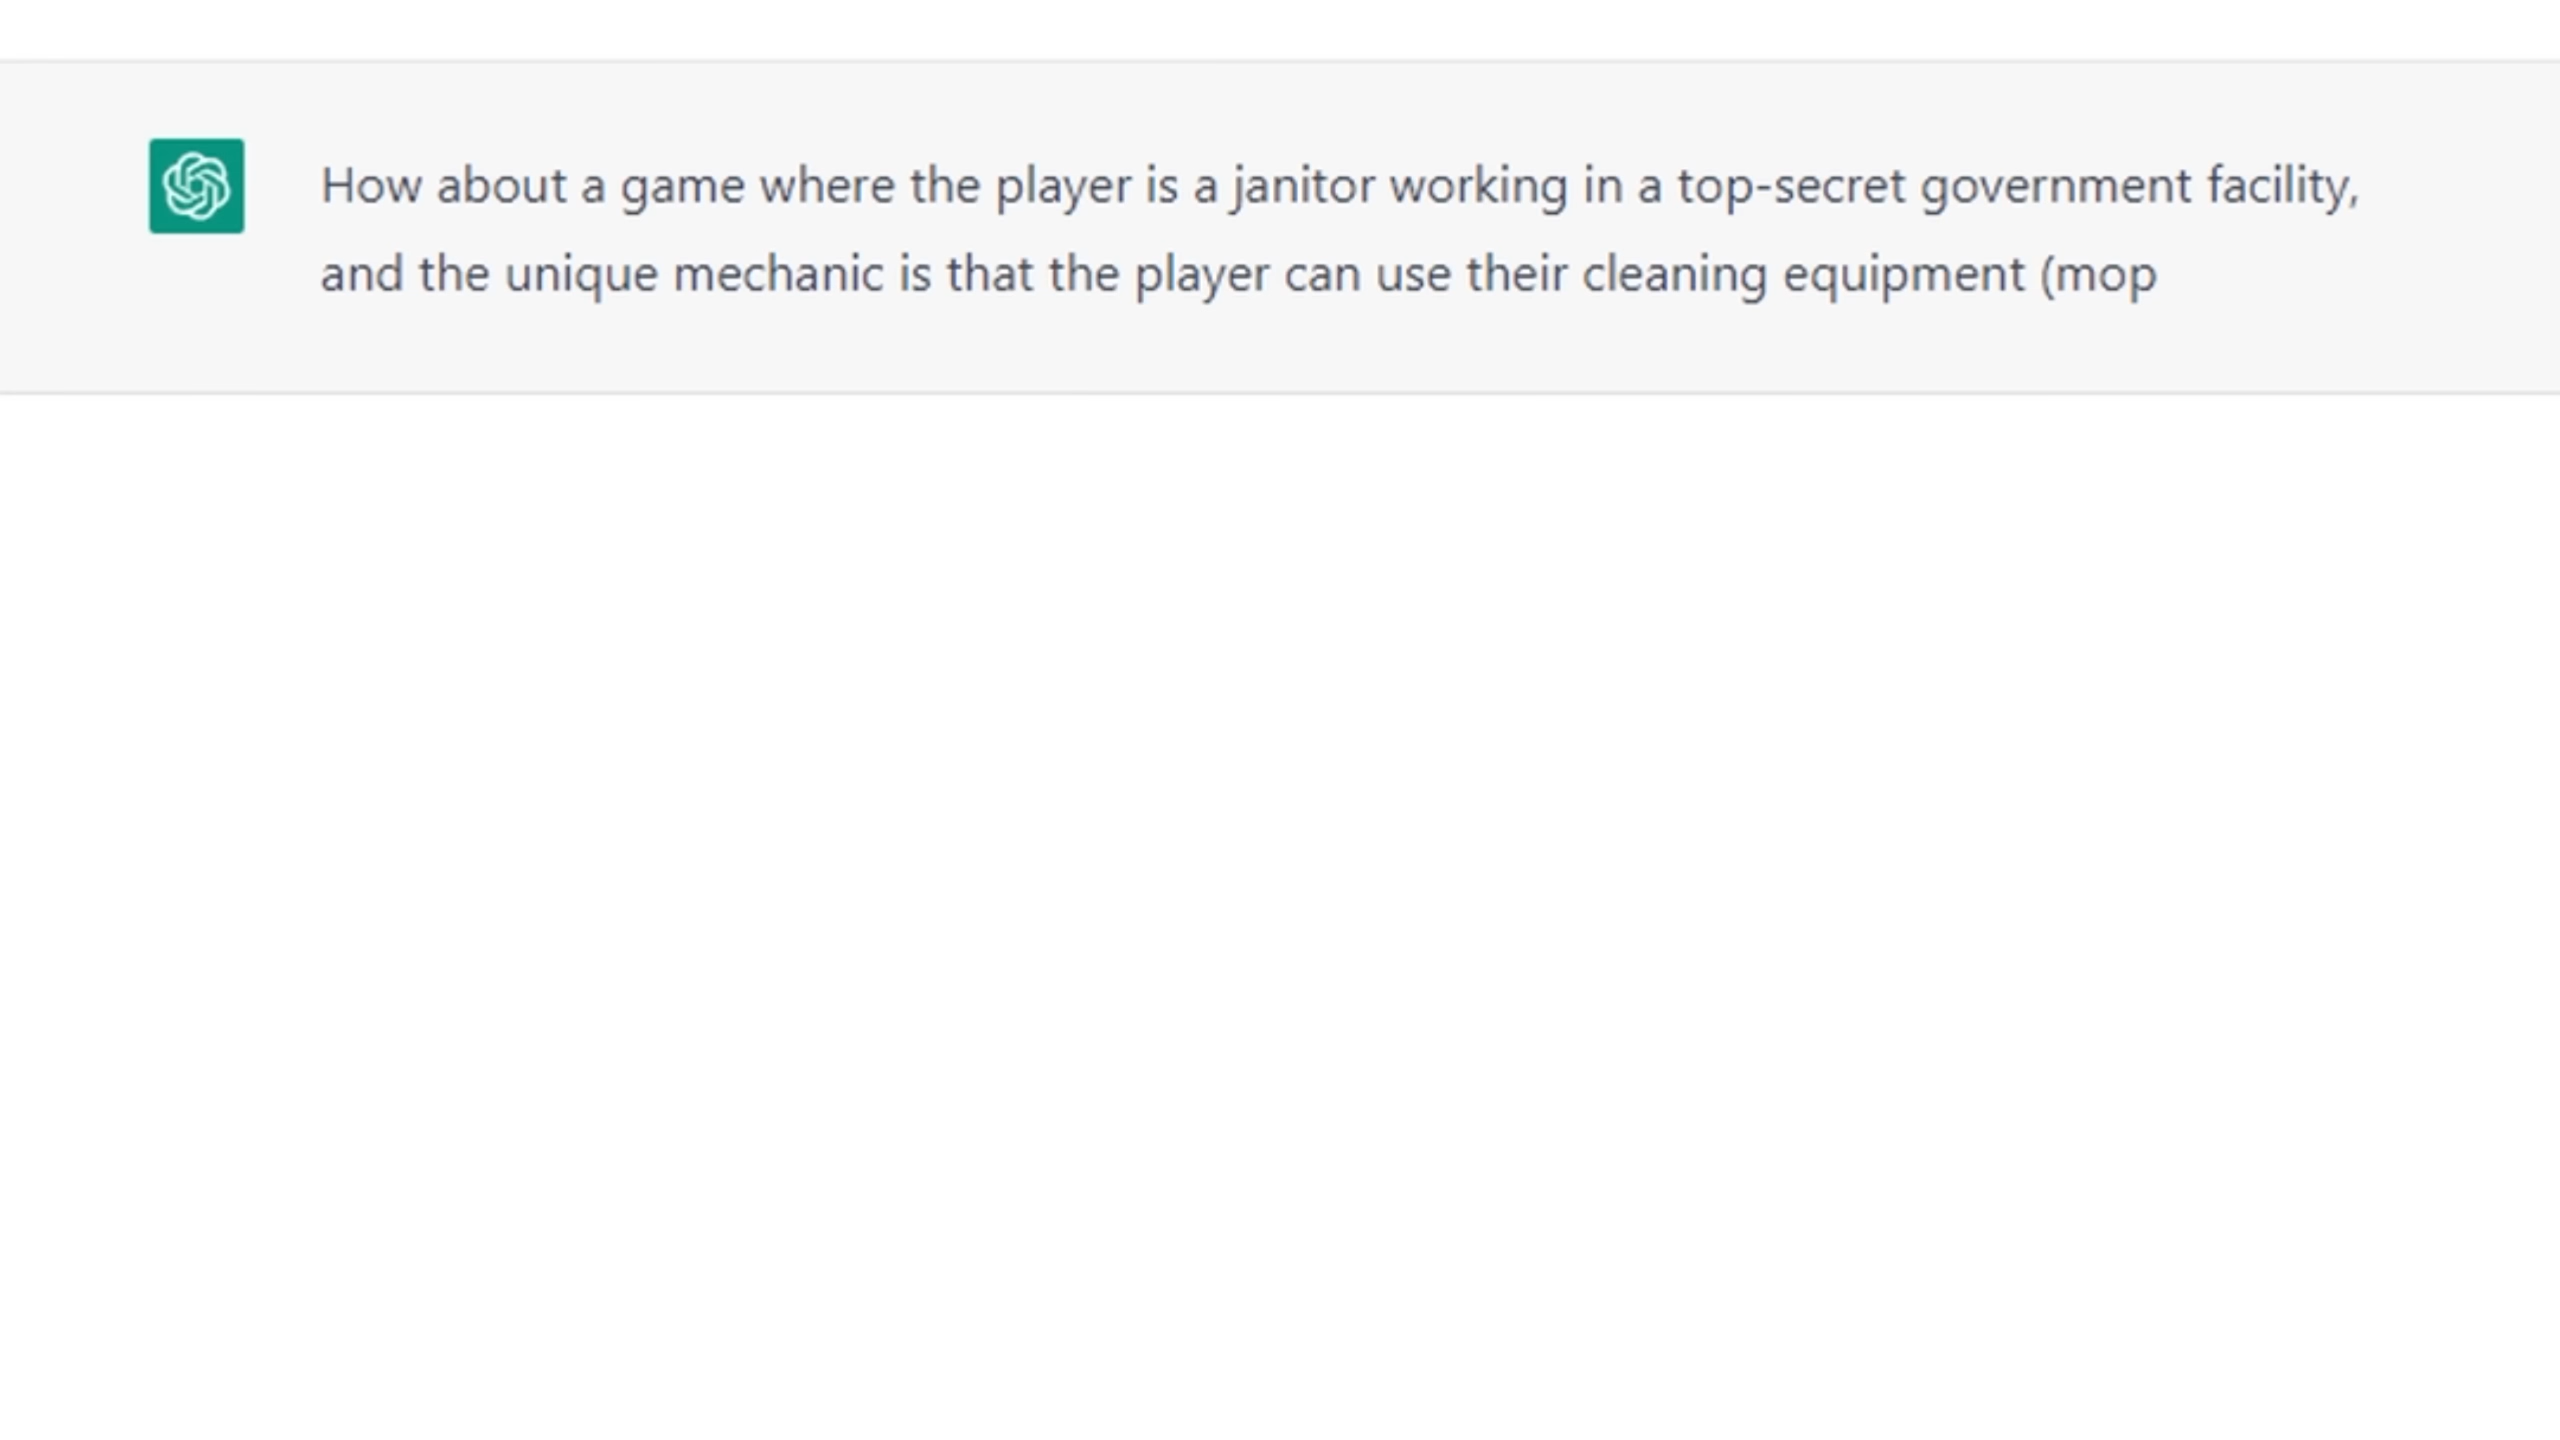 How about a game where the player is a janitor working in a top-secret government facility,
and the unique mechanic is that the player can use their cleaning equipment (mop